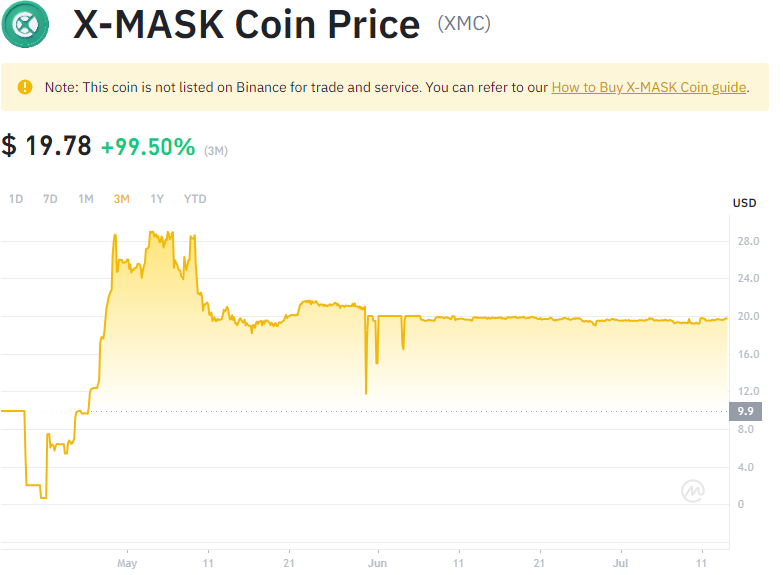 X-MASK Coin Price (XMC)
Note: This coin is not listed on Binance for trade and service. You can refer to our How to Buy X-MASK Coin guide.
$ 19.78 +99.50% (3M)
1D 7D 1M 3M 1Y YTD
USD
28.0
24.0
20.0
16.0
12.0
9.9
8.0
4.0
0
May 11 21 Jun 11 21 Jul 11